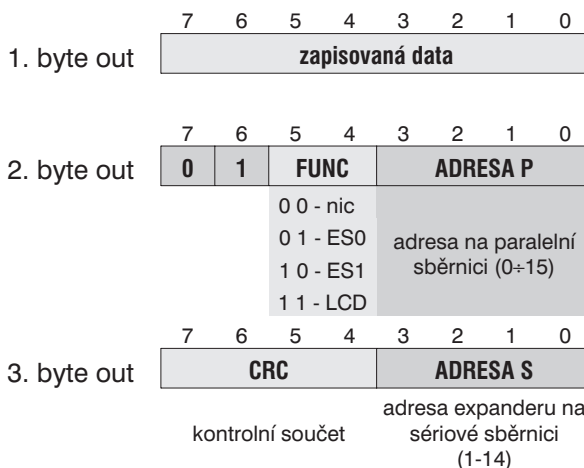 7 6 5 4 3 2 1 0
1. byte out zapisovaná data
7 6 5 4 3 2 1 0
2. byte out 0 1 FUNC ADRESA P
0 0 - nic
0 1 - ES0
1 0 - ES1
1 1 - LCD
adresa na paralelní
sběrnici (0÷15)
7 6 5 4 3 2 1 0
3. byte out CRC ADRESA S
kontrolní součet
adresa expanderu na
sériové sběrnici
(1-14)